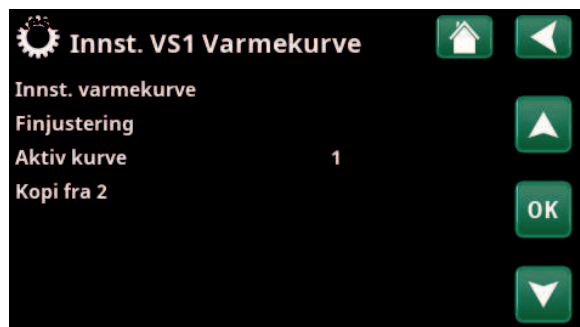 Innst. VS1 Varmekurve
Innst. varmekurve
Finjustering
Aktiv kurve 1
Kopi fra 2
OK